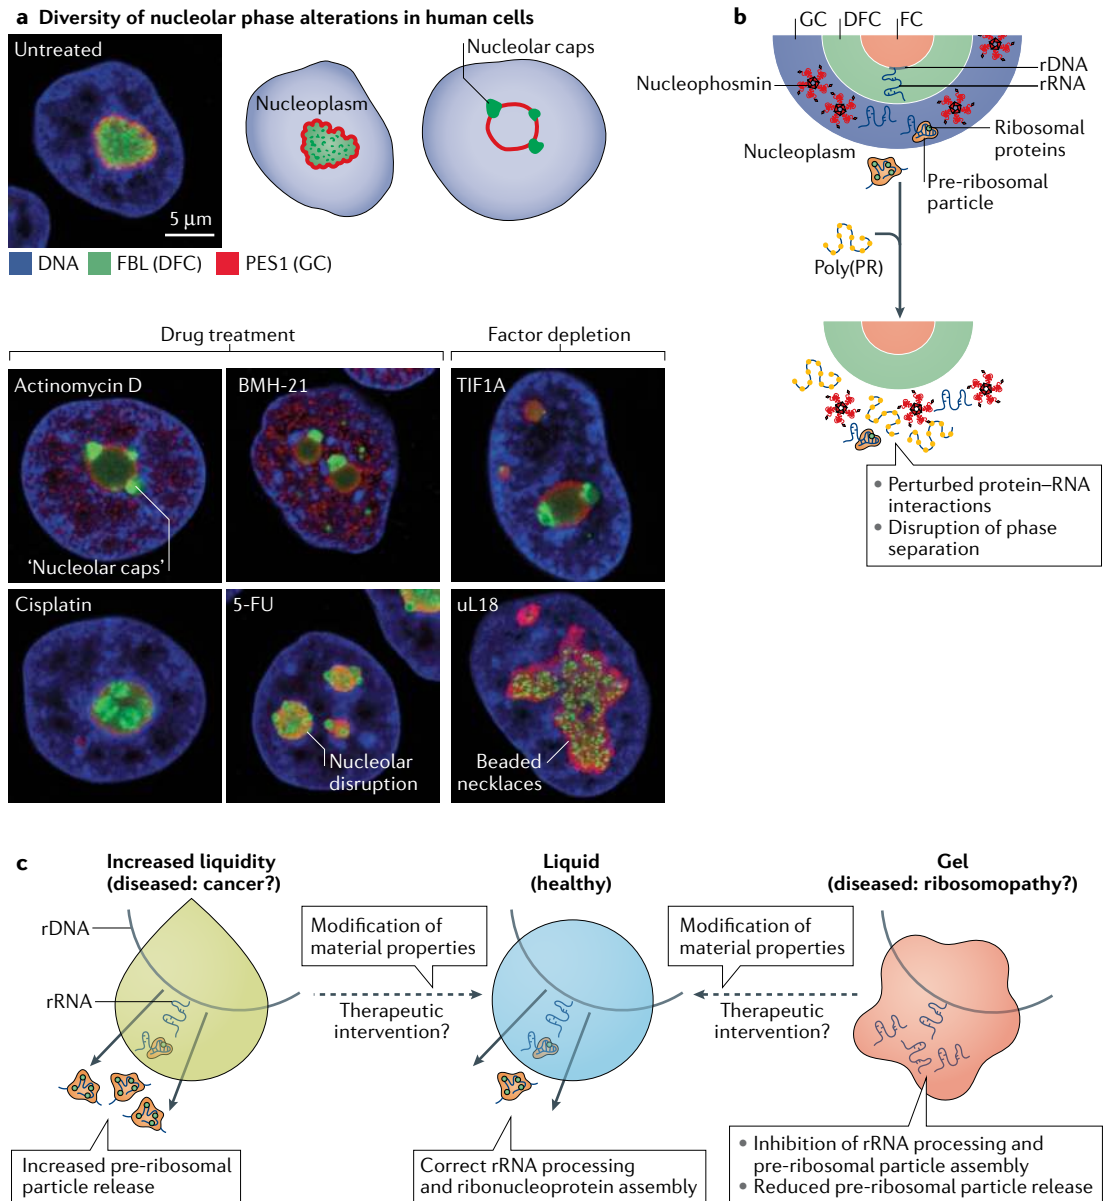 a Diversity of nucleolar phase alterations in human cells
Untreated
5 μm
Nucleoplasm
Nucleolar caps
DNA
FBL (DFC)
PES1 (GC)
Drug treatment
Factor depletion
Actinomycin D
'Nucleolar caps'
BMH-21
TIF1A
Cisplatin
5-FU
Nucleolar
disruption
uL18
Beaded
necklaces
b
GC
DFC
FC
rDNA
rRNA
Nucleophosmin
Ribosomal
proteins
Nucleoplasm
Pre-ribosomal
particle
Poly(PR)
• Perturbed protein–RNA
interactions
• Disruption of phase
separation
c
Increased liquidity
(diseased: cancer?)
rDNA
rRNA
Increased pre-ribosomal
particle release
Modification of
material properties
Therapeutic
intervention?
Liquid
(healthy)
Correct rRNA processing
and ribonucleoprotein assembly
Modification of
material properties
Therapeutic
intervention?
Gel
(diseased: ribosomopathy?)
• Inhibition of rRNA processing and
pre-ribosomal particle assembly
• Reduced pre-ribosomal particle release